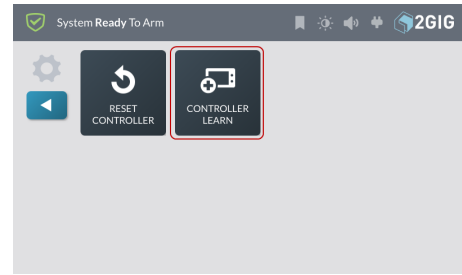 System Ready To Arm
2GIG
RESET
CONTROLLER
CONTROLLER
LEARN